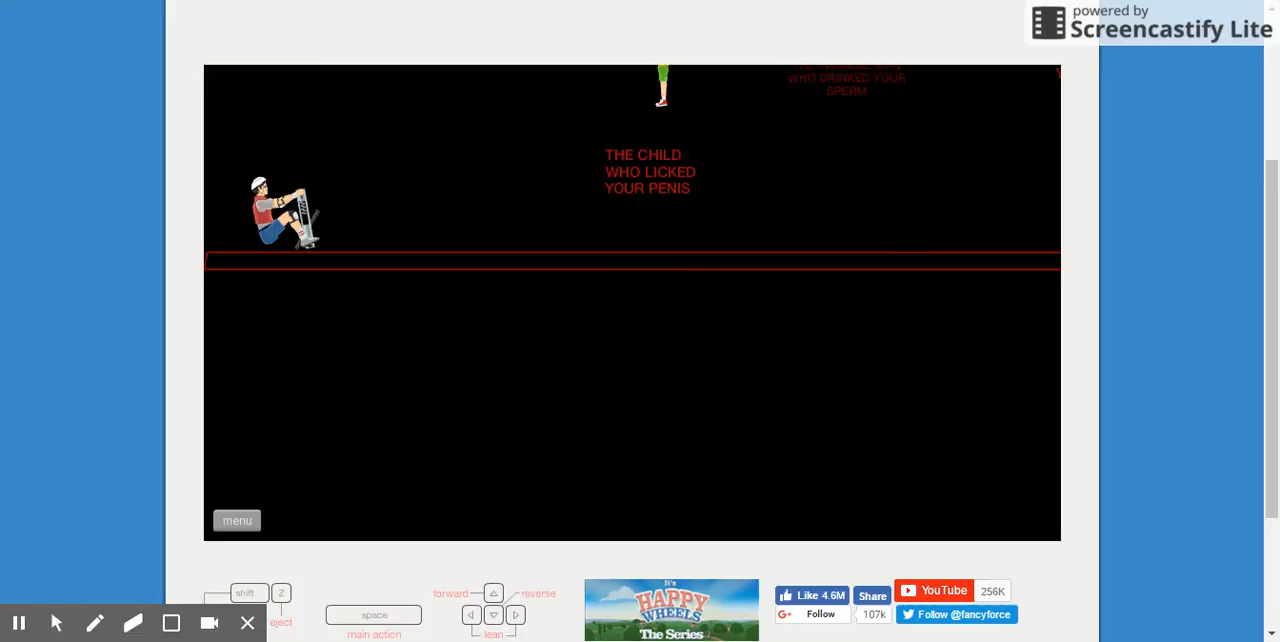 powered by
Screencastify Lite
WHO DRINKED YOUR
SPERM
THE CHILD
WHO LICKED
YOUR PENIS
menu
shift
Z
eject
space
main action
forward
reverse
lean
It's
HAPPY
WHEELS
The Series
Like 4.6M
Share
YouTube
256K
G+
Follow
107k
Follow @fancyforce